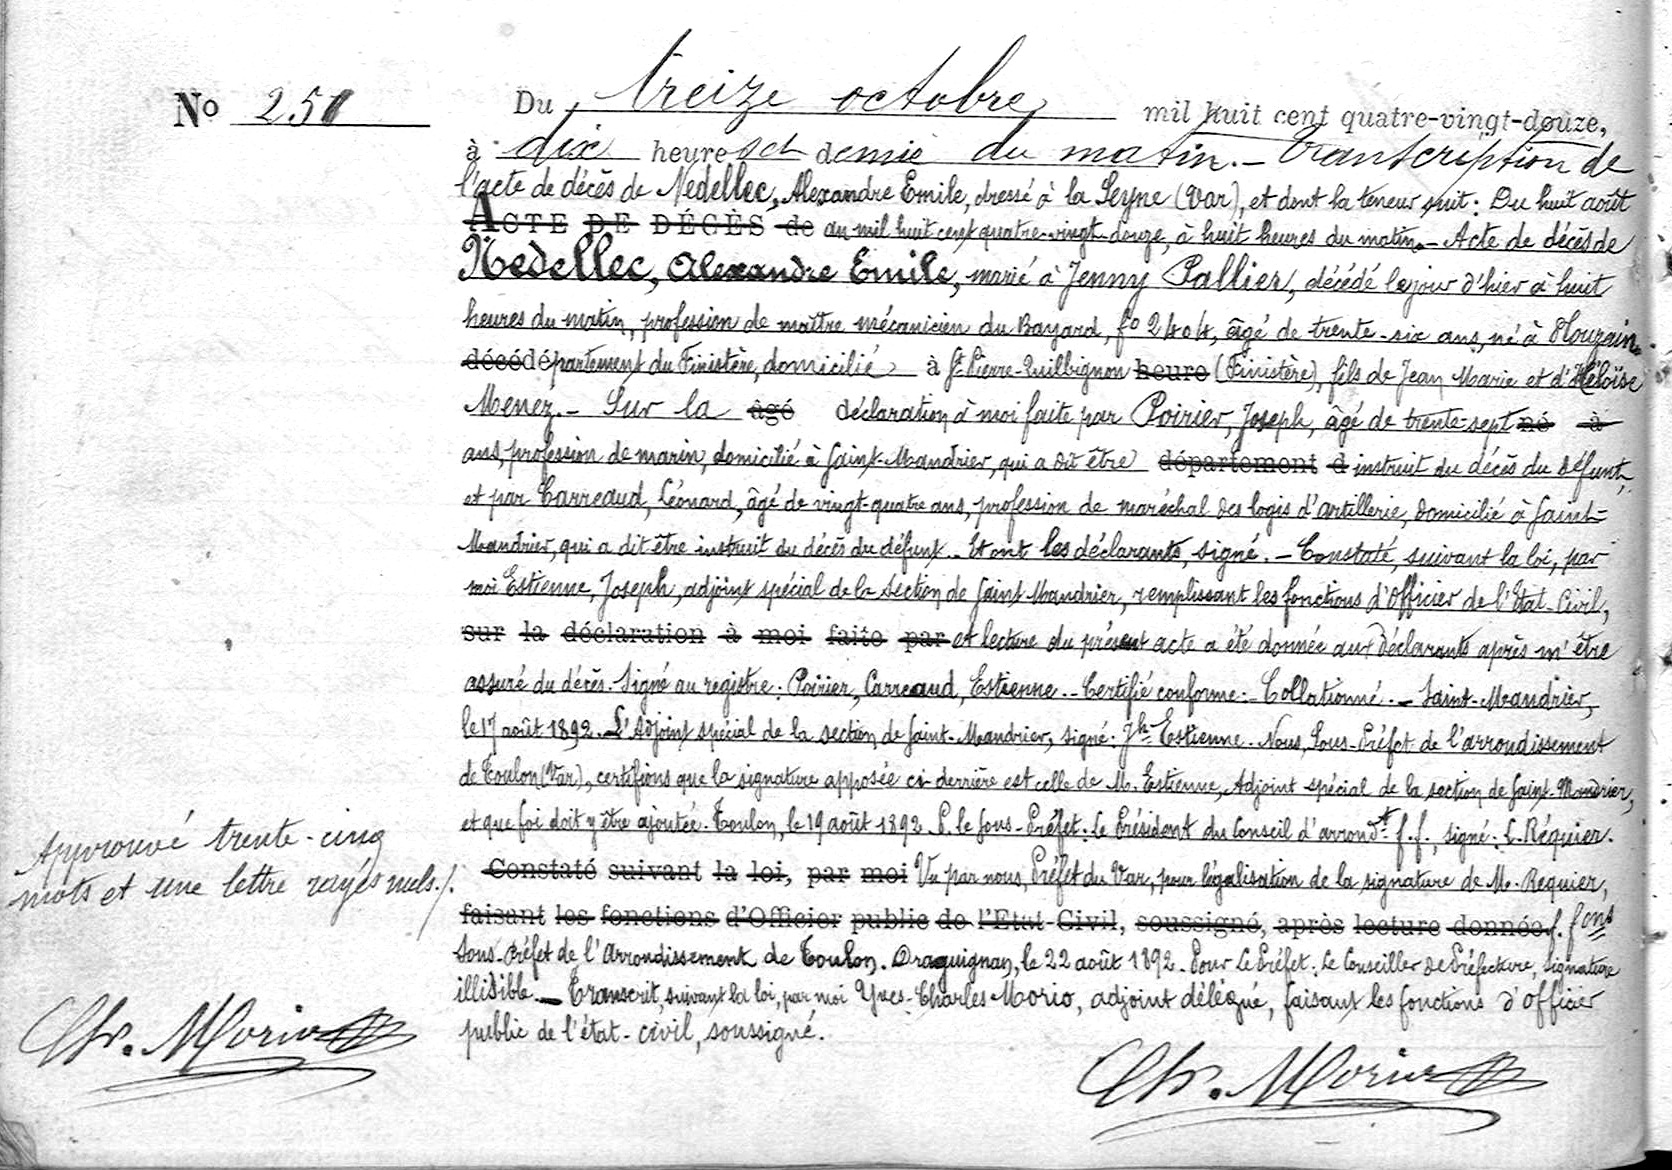 No 251
Du treize octobre mil huit cent quatre-vingt-douze,
à dix heures et demie du matin. - Transcription de
l'acte de décès de Nedellec, Alexandre Emile, dressé à la Seyne (Var), et dont la teneur suit: Du huit août
ACTE DE DÉCÈS de an mil huit cent quatre-vingt-douze, à huit heures du matin. - Acte de décès de
Nedellec, Alexandre Emile, marié à Jenny Pallier, décédé le jour d'hier à huit
heures du matin, profession de maître mécanicien du Bayard, fo 2404, âgé de trente-six ans, né à Plouzain
décédé département du Finistère, domicilié à St Pierre-Quilbignon heure (Finistère), fils de Jean Marie et d'Héloïse
Menez. - Sur la âgé déclaration à moi faite par Poirier, Joseph, âgé de trente-sept né à
ans, profession de marin, domicilié à Saint-Mandrier, qui a dit être département d instruit du décès du défunt,
et par Carreaud, Léonard, âgé de vingt-quatre ans, profession de maréchal des logis d'artillerie, domicilié à Saint-
Mandrier, qui a dit être instruit du décès du défunt. - Et ont les déclarants, signé. - Constaté, suivant la loi, par
moi Estienne, Joseph, adjoint spécial de la section de Saint Mandrier, remplissant les fonctions d'officier de l'Etat-Civil,
sur la déclaration à moi faite par et lecture du présent acte a été donnée aux déclarants après m'être
assuré du décès. Signé au registre: Poirier, Carreaud, Estienne. - Certifié conforme: - Collationné. - Saint-Mandrier,
le 17 août 1892. - L'Adjoint spécial de la section de Saint-Mandrier, signé: Jh Estienne. Nous, Sous-Préfet de l'arrondissement
de Toulon (Var), certifions que la signature apposée ci-derrière est celle de M. Estienne, Adjoint spécial de la section de Saint-Mandrier,
et que foi doit y être ajoutée. Toulon, le 19 août 1892. P. le Sous-Préfet: Le Président du Conseil d'arrondt f.f., signé: L. Réquier.
Constaté suivant la loi, par moi Vu par nous, Préfet du Var, pour légalisation de la signature de M. Requier,
faisant les fonctions d'Officier public de l'Etat-Civil, soussigné, après lecture donnée. f. fons
Sous-Préfet de l'Arrondissement de Toulon. Draguignan, le 22 août 1892. Pour Le Préfet: Le Conseiller de Préfecture, signature
illisible. - Transcrit, suivant la loi, par moi Yves-Charles Morio, adjoint délégué, faisant les fonctions d'officier
public de l'état-civil, soussigné.
Approuvé trente-cinq
mots et une lettre rayés nuls./.
Ch. Morio
Ch. Morio